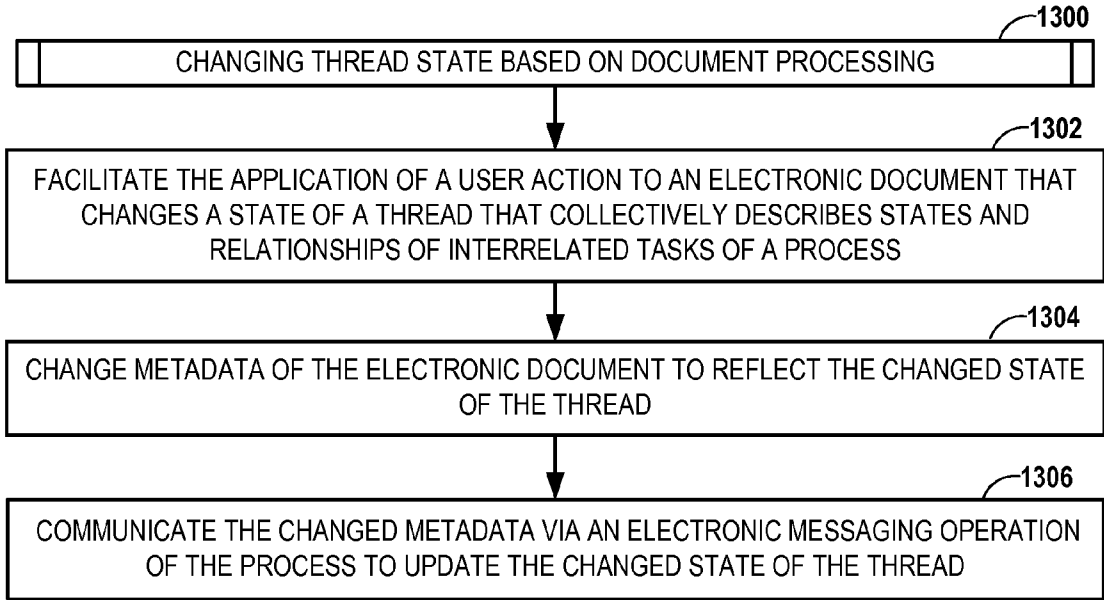 1300
CHANGING THREAD STATE BASED ON DOCUMENT PROCESSING
1302
FACILITATE THE APPLICATION OF A USER ACTION TO AN ELECTRONIC DOCUMENT THAT
CHANGES A STATE OF A THREAD THAT COLLECTIVELY DESCRIBES STATES AND
RELATIONSHIPS OF INTERRELATED TASKS OF A PROCESS
1304
CHANGE METADATA OF THE ELECTRONIC DOCUMENT TO REFLECT THE CHANGED STATE
OF THE THREAD
1306
COMMUNICATE THE CHANGED METADATA VIA AN ELECTRONIC MESSAGING OPERATION
OF THE PROCESS TO UPDATE THE CHANGED STATE OF THE THREAD